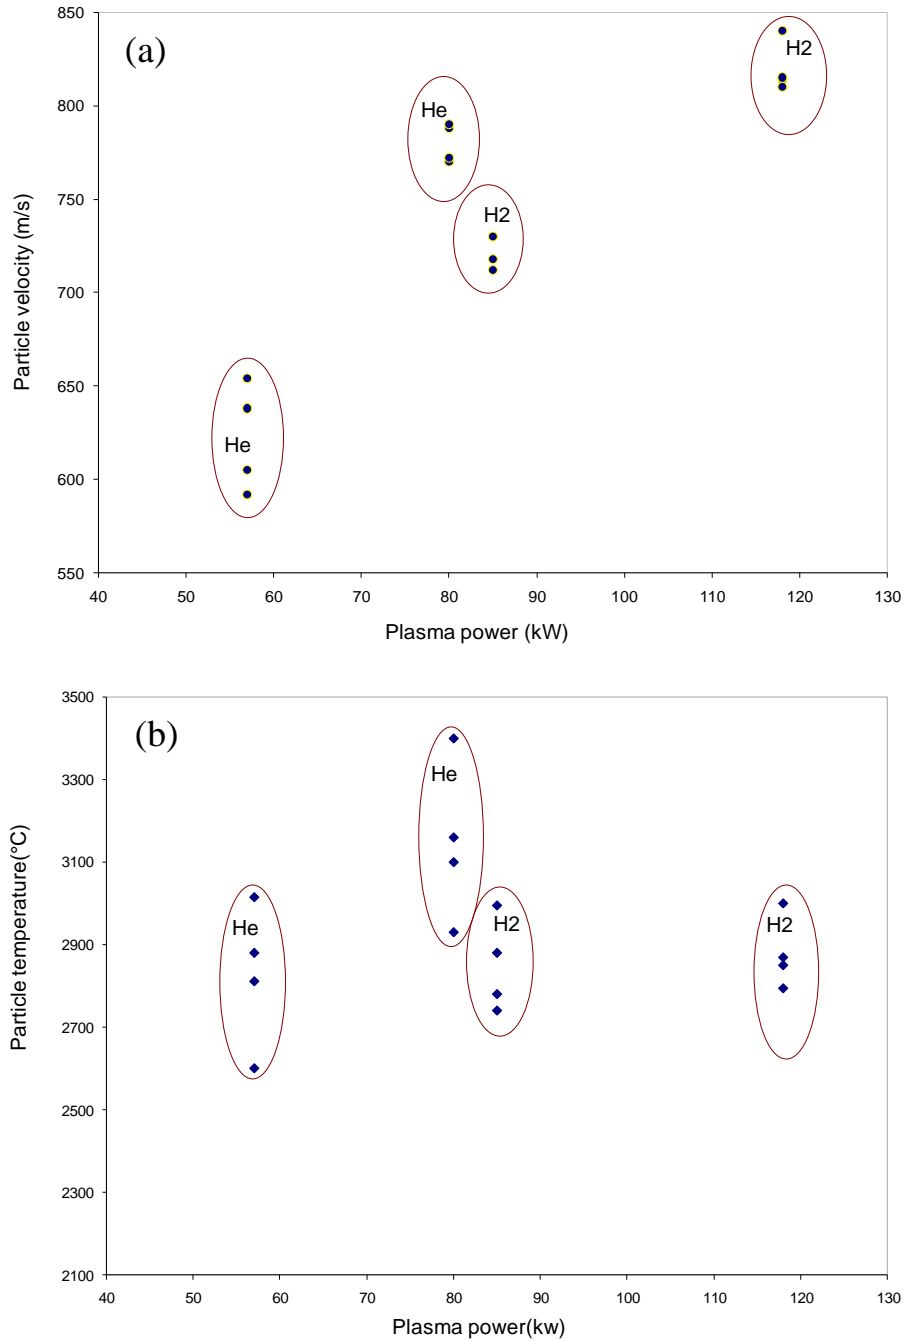 (a)
850
800
750
700
650
600
550
Particle velocity (m/s)
He
H2
H2
He
40 50 60 70 80 90 100 110 120 130
Plasma power (kW)
(b)
3500
3300
3100
2900
2700
2500
2300
2100
Particle temperature(°C)
He
He
H2
H2
40 50 60 70 80 90 100 110 120 130
Plasma power(kw)